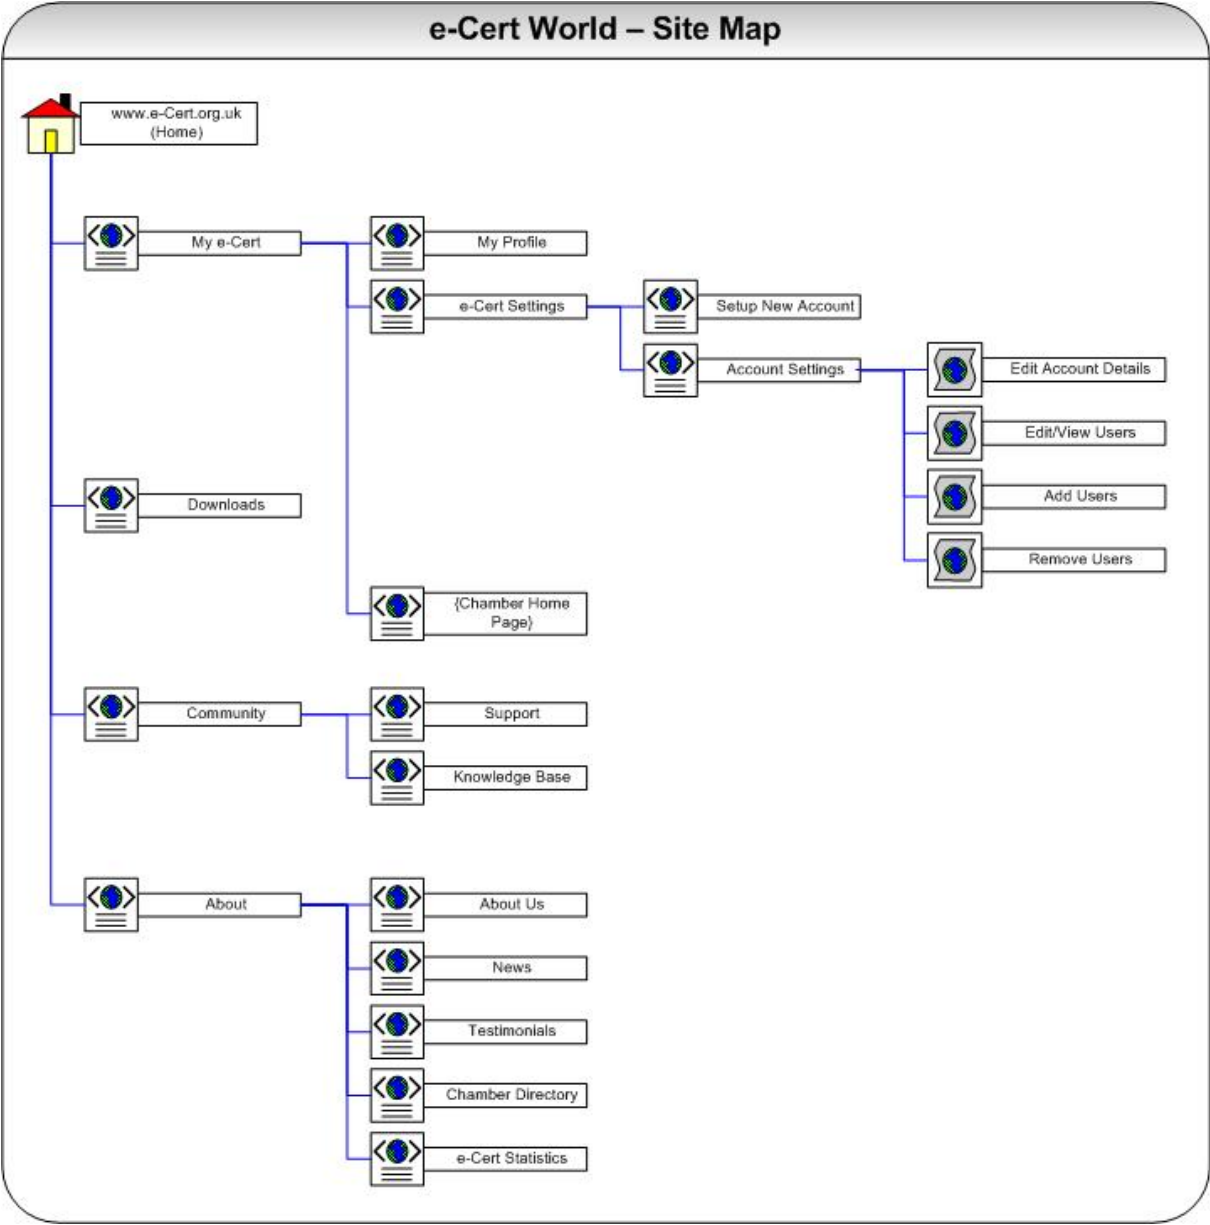 e-Cert World – Site Map
www.e-Cert.org.uk
(Home)
My e-Cert
My Profile
e-Cert Settings
Setup New Account
Account Settings
Edit Account Details
Edit/View Users
Downloads
Add Users
Remove Users
{Chamber Home
Page}
Community
Support
Knowledge Base
About
About Us
News
Testimonials
Chamber Directory
e-Cert Statistics